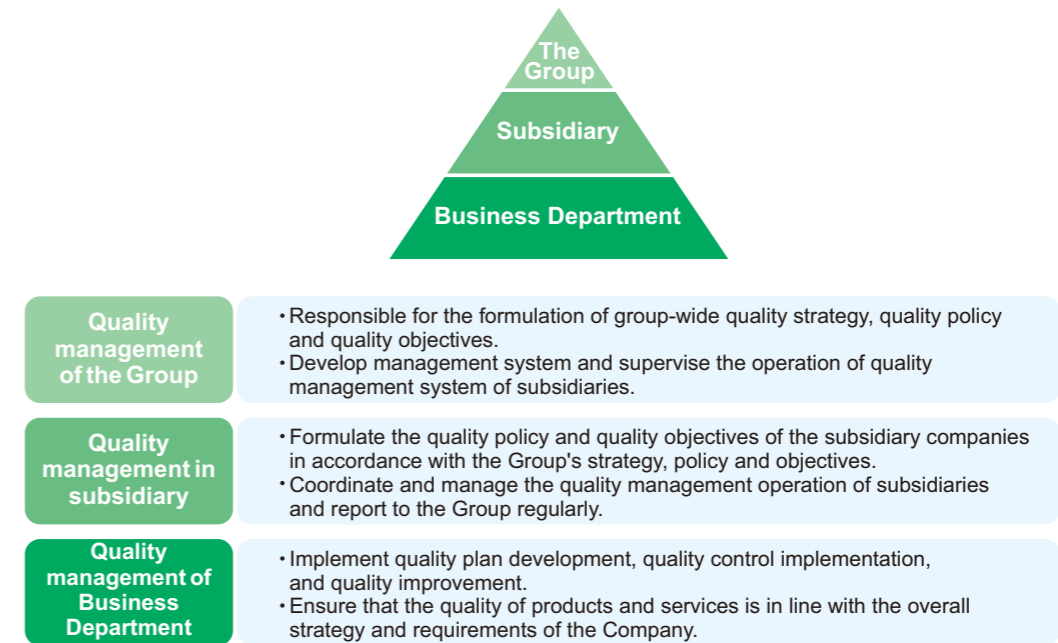 The
Group
Subsidiary
Business Department
Quality
management
of the Group
・Responsible for the formulation of group-wide quality strategy, quality policy
and quality objectives.
・Develop management system and supervise the operation of quality
management system of subsidiaries.
Quality
management in
subsidiary
・Formulate the quality policy and quality objectives of the subsidiary companies
in accordance with the Group's strategy, policy and objectives.
・Coordinate and manage the quality management operation of subsidiaries
and report to the Group regularly.
Quality
management of
Business
Department
・Implement quality plan development, quality control implementation,
and quality improvement.
・Ensure that the quality of products and services is in line with the overall
strategy and requirements of the Company.